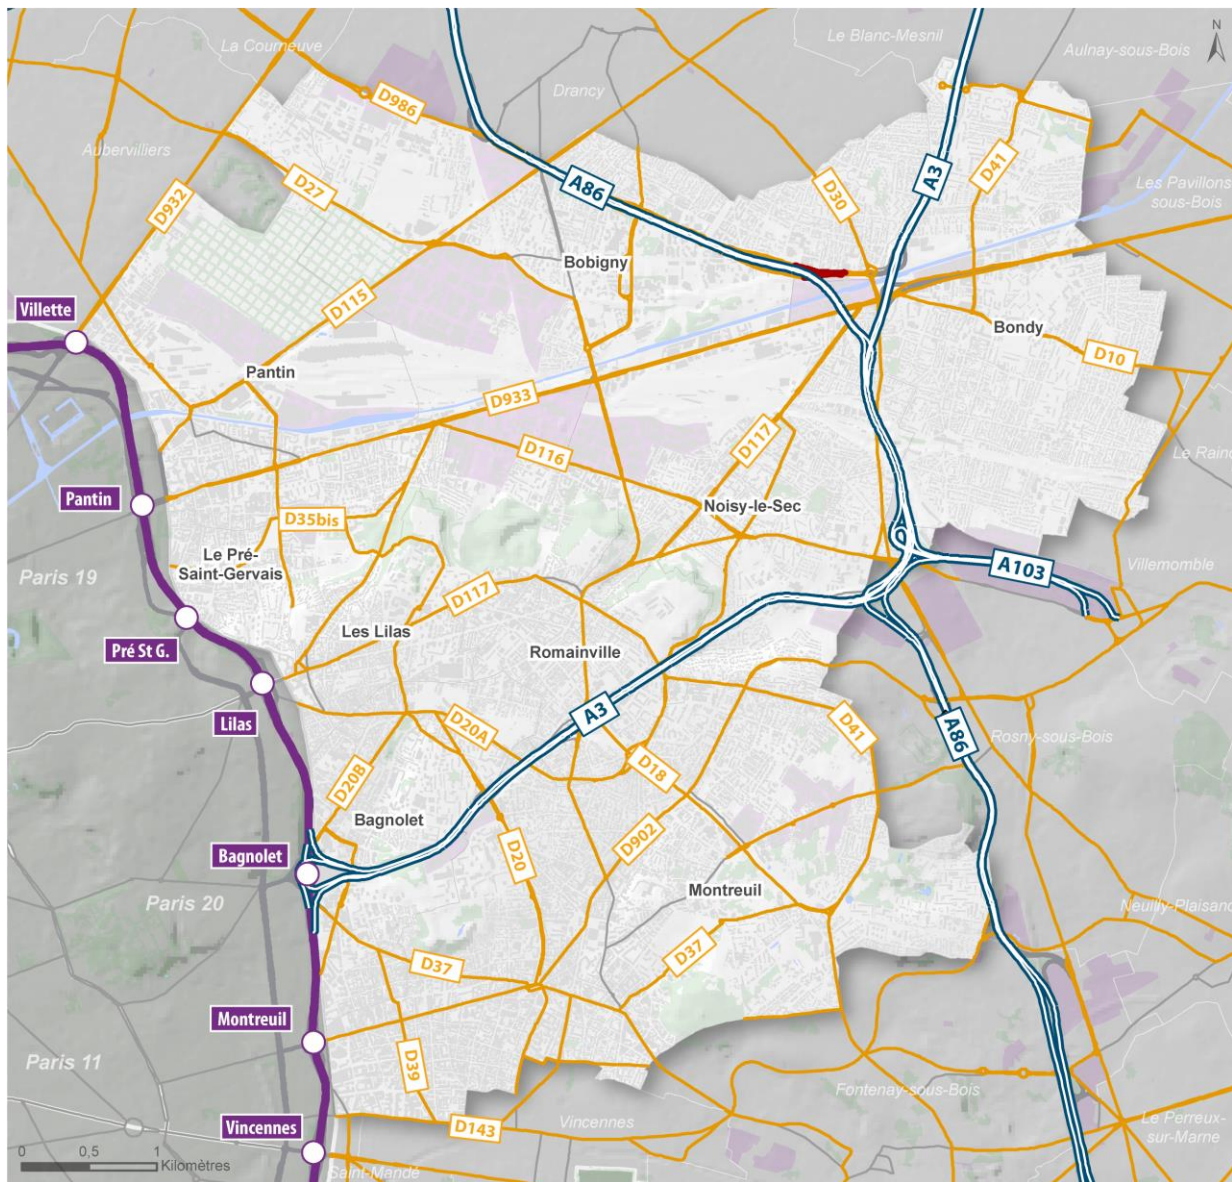 N
La Courneuve
Le Blanc-Mesnil
Aulnay-sous-Bois
Drancy
D986
Aubervilliers
D27
A86
D30
A3
D41
Les Pavillons-
sous-Bois
D932
Bobigny
Villette
D115
Bondy
D10
Pantin
D933
D116
D117
Le Rainc
Pantin
Noisy-le-Sec
D35bis
Le Pré-
Saint-Gervais
Paris 19
A103
Villemomble
D117
Les Lilas
Pré St G.
Romainville
Lilas
D20A
A3
D41
A86
Rosny-sous-Bois
D20B
D18
Bagnolet
D902
D20
Bagnolet
Montreuil
Paris 20
Neuilly-Plaisanc
D37
D37
Montreuil
Paris 11
D39
Fontenay-sous-Bois
Vincennes
D143
Vincennes
Le Perreux-
sur-Marne
0 0,5 1
Kilomètres
Saint-Mandé